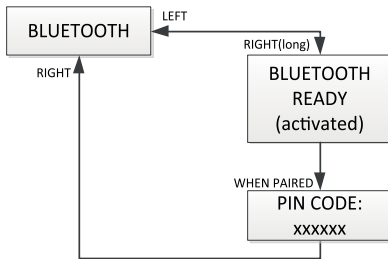 BLUETOOTH
LEFT
RIGHT(long)
RIGHT
BLUETOOTH
READY
(activated)
WHEN PAIRED
PIN CODE:
xxxxxx